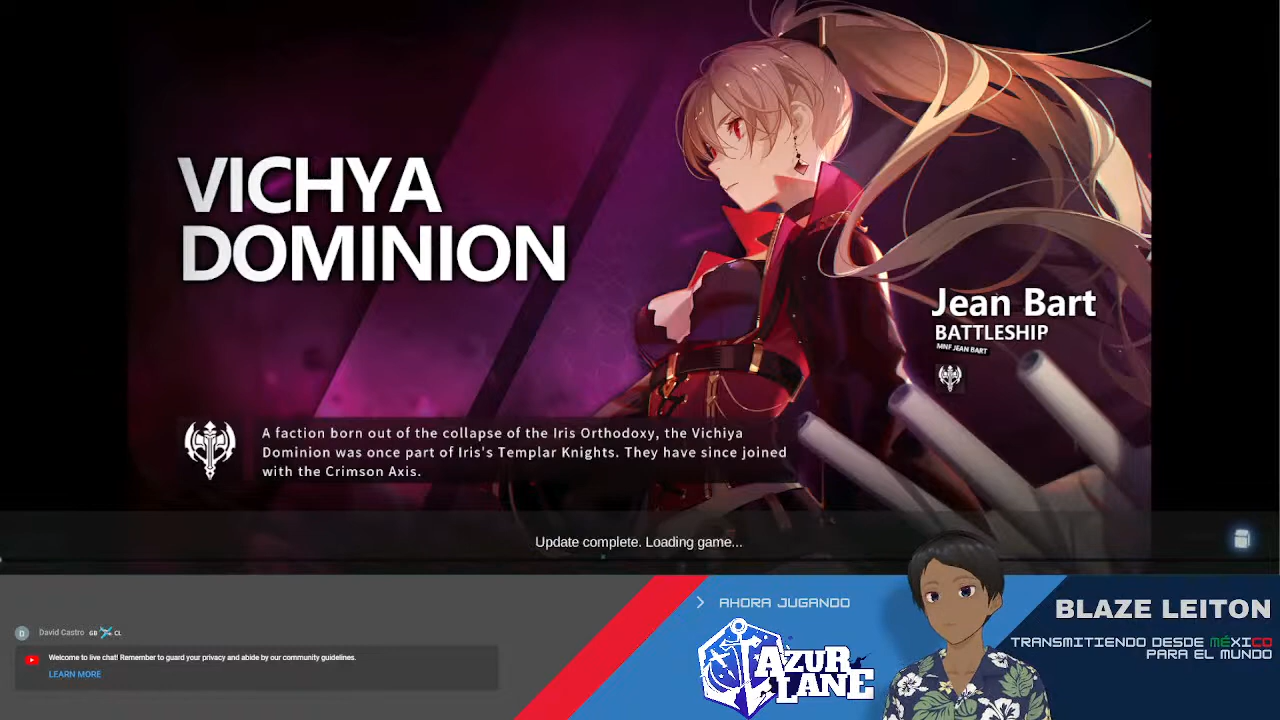 VICHYA
DOMINION
Jean Bart
BATTLESHIP
MNF JEAN BART
A faction born out of the collapse of the Iris Orthodoxy, the Vichiya
Dominion was once part of Iris's Templar Knights. They have since joined
with the Crimson Axis.
Update complete. Loading game...
D
David Castro GB CL
Welcome to live chat! Remember to guard your privacy and abide by our community guidelines.
LEARN MORE
AHORA JUGANDO
AZUR
LANE
BLAZE LEITON
TRANSMITIENDO DESDE MÉXICO
PARA EL MUNDO